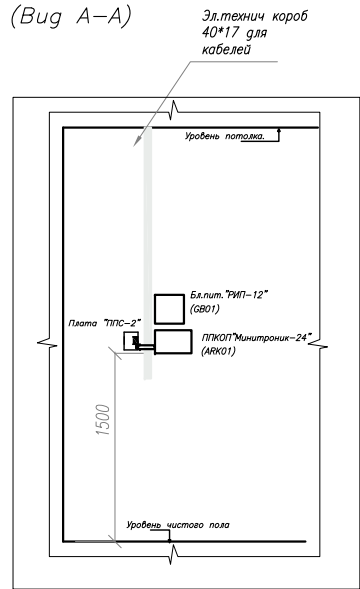 (Вид А-А)
Эл.технич короб
40*17 для
кабелей
Уровень потолка.
Бл.пит."РИП-12"
(GB01)
Плата "ППС-2"
ППКОП"Минитроник-24"
(ARK01)
1500
Уровень чистого пола